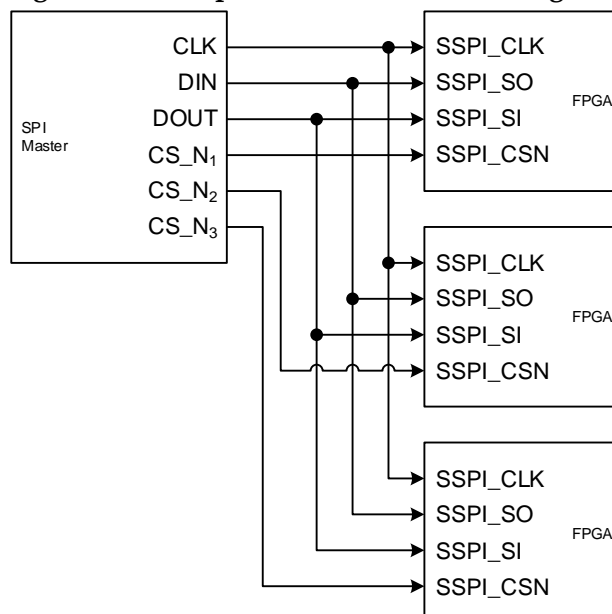 CLK
DIN
DOUT
CS_N1
CS_N2
CS_N3
SPI
Master
SSPI_CLK
SSPI_SO
SSPI_SI
SSPI_CSN
FPGA
SSPI_CLK
SSPI_SO
SSPI_SI
SSPI_CSN
FPGA
SSPI_CLK
SSPI_SO
SSPI_SI
SSPI_CSN
FPGA